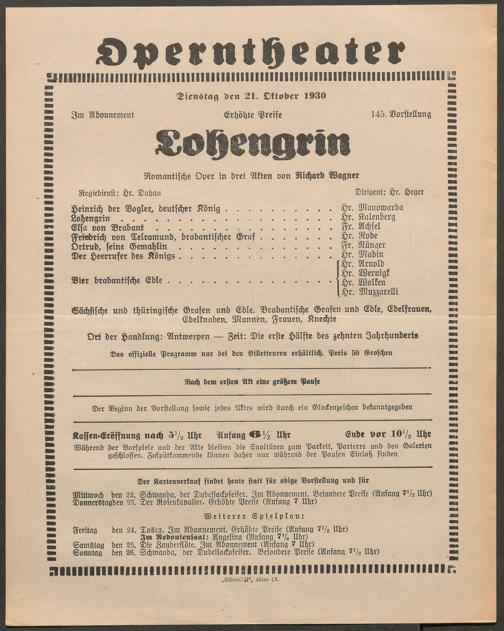 Operntheater
Dienstag den 21. Oktober 1930
Im Abonnement Erhöhte Preise 145. Vorstellung
Lohengrin
Romantische Oper in drei Akten von Richard Wagner
Regiedienst: Hr. Duhan Dirigent: Hr. Heger
Heinrich der Vogler, deutscher König . . . . . . . . . Hr. Manowarda
Lohengrin . . . . . . . . . . . . . . . . . . Hr. Kalenberg
Elsa von Brabant . . . . . . . . . . . . . . . Fr. Achsel
Friedrich von Telramund, brabantischer Graf . . . . . . Hr. Rode
Ortrud, seine Gemahlin . . . . . . . . . . . . . Fr. Rünger
Der Heerrufer des Königs . . . . . . . . . . . . . Hr. Madin
Hr. Arnold
Hr. Wernigk
Vier brabantische Edle . . . . . . . . . . . . . Hr. Wolken
Hr. Muzzarelli
Sächsische und thüringische Grafen und Edle. Brabantische Grafen und Edle, Edelfrauen,
Edelknaben, Mannen, Frauen, Knechte
Ort der Handlung: Antwerpen — Zeit: Die erste Hälfte des zehnten Jahrhunderts
Das offizielle Programm nur bei den Billetteuren erhältlich. Preis 50 Groschen
Nach dem ersten Akt eine größere Pause
Der Beginn der Vorstellung sowie jedes Aktes wird durch ein Glockenzeichen bekanntgegeben
Kassen-Eröffnung nach 5½ Uhr Anfang 6½ Uhr Ende vor 10½ Uhr
Während der Vorspiele und der Akte bleiben die Saaltüren zum Parkett, Parterre und den Galerien
geschlossen. Zuspätkommende können daher nur während der Pausen Einlaß finden
Der Kartenverkauf findet heute statt für obige Vorstellung und für
Mittwoch den 22. Schwanda, der Dudelsackpfeifer. Im Abonnement. Besondere Preise (Anfang 7½ Uhr)
Donnerstag den 23. Der Rosenkavalier. Erhöhte Preise (Anfang 7 Uhr)
Weiterer Spielplan:
Freitag den 24. Tosca. Im Abonnement. Erhöhte Preise (Anfang 7½ Uhr)
Im Redoutensaal: Angelina (Anfang 7½ Uhr)
Samstag den 25. Die Zauberflöte. Im Abonnement (Anfang 7 Uhr)
Sonntag den 26. Schwanda, der Dudelsackpfeifer. Besondere Preise (Anfang 7½ Uhr)
Wien IX.